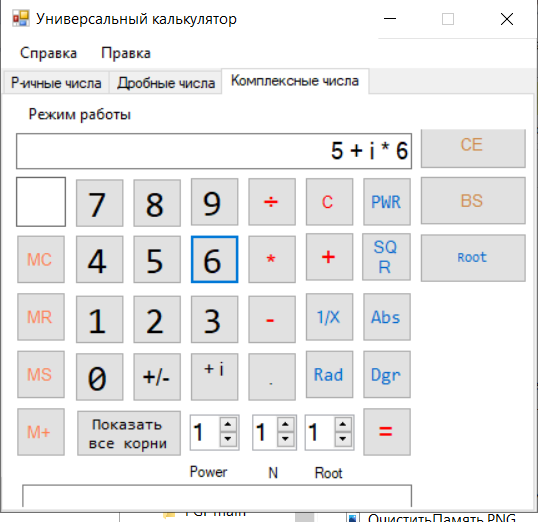 Универсальный калькулятор
Справка Правка
P-ичные числа Дробные числа Комплексные числа
Режим работы
5 + i * 6 CE
7 8 9 ÷ C PWR BS
MC 4 5 6 * + SQ
R Root
MR 1 2 3 - 1/X Abs
MS 0 +/- + i . Rad Dgr
M+ Показать
все корни 1 1 1 =
Power N Root
ОчиститьПамять.PNG